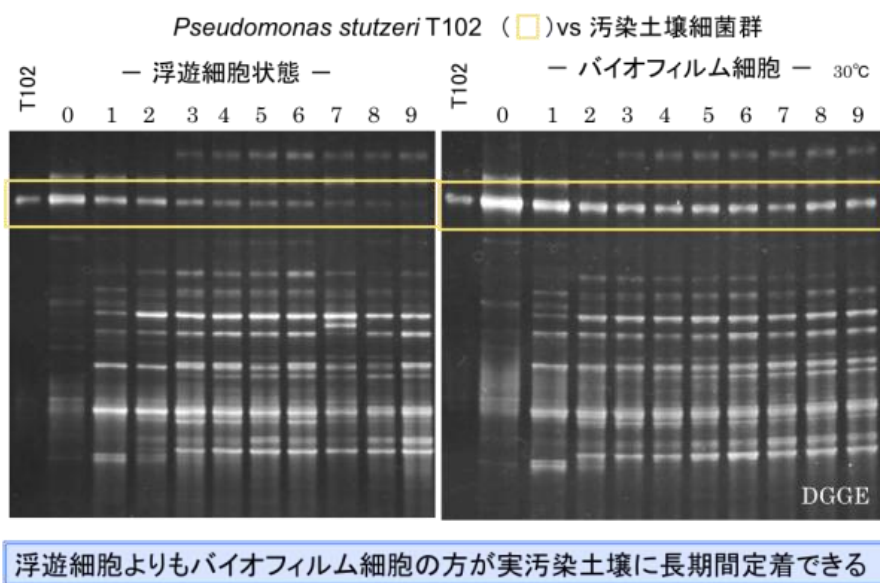 Pseudomonas stutzeri T102 （ ）vs 汚染土壌細菌群
T102
－ 浮遊細胞状態 －
0 1 2 3 4 5 6 7 8 9
T102
－ バイオフィルム細胞 － 30℃
0 1 2 3 4 5 6 7 8 9
DGGE
浮遊細胞よりもバイオフィルム細胞の方が実汚染土壌に長期間定着できる